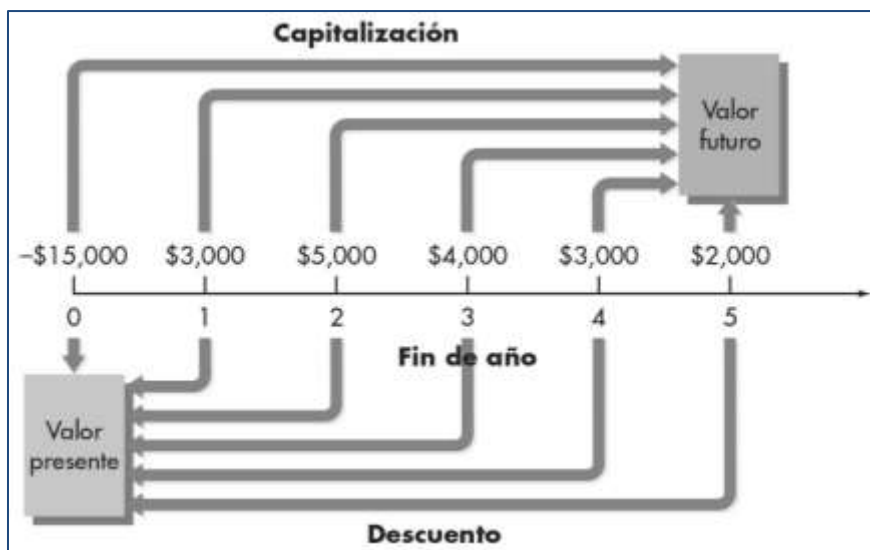 Capitalización
Valor
futuro
–$15,000 $3,000 $5,000 $4,000 $3,000 $2,000
0 1 2 3 4 5
Fin de año
Valor
presente
Descuento